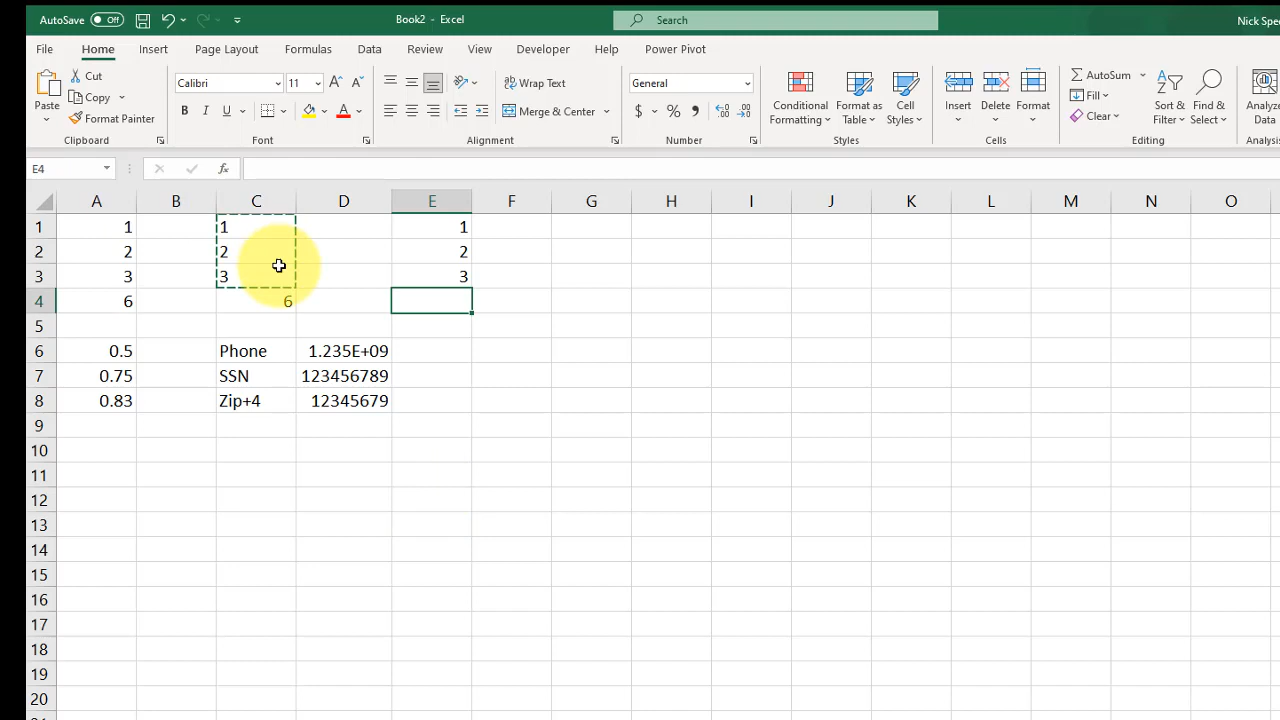 AutoSave Off Book2 - Excel Search Nick Spe
File Home Insert Page Layout Formulas Data Review View Developer Help Power Pivot
Paste
Cut
Copy
Format Painter
Clipboard
Calibri 11
B I U A
Font
Wrap Text
Merge & Center
Alignment
General
$ % ,
Number
Conditional Formatting
Format as Table
Cell Styles
Styles
Insert Delete Format
Cells
AutoSum
Fill
Clear
Sort & Filter
Find & Select
Editing
Analyz
Data
Analysi
E4 fx
A B C D E F G H I J K L M N O
1 1 1 1
2 2 2 2
3 3 3 3
4 6 6
5
6 0.5 Phone 1.235E+09
7 0.75 SSN 123456789
8 0.83 Zip+4 12345679
9
10
11
12
13
14
15
16
17
18
19
20